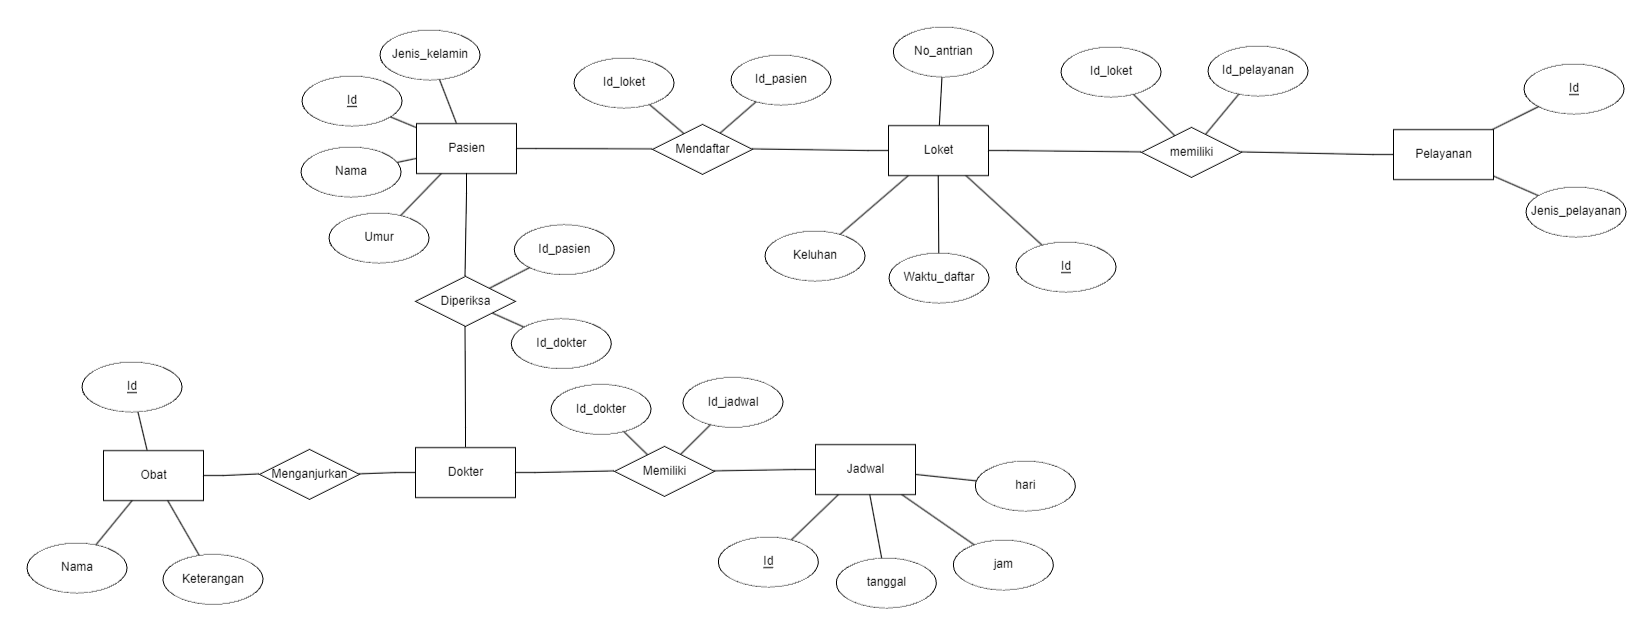 No_antrian
Jenis_kelamin
Id_loket
Id_pasien
Id_loket
Id_pelayanan
Id
Id
Pasien
Mendaftar
Loket
memiliki
Pelayanan
Nama
Jenis_pelayanan
Umur
Id_pasien
Keluhan
Waktu_daftar
Id
Diperiksa
Id_dokter
Id
Id_dokter
Id_jadwal
Obat
Menganjurkan
Dokter
Memiliki
Jadwal
hari
Nama
Keterangan
Id
tanggal
jam